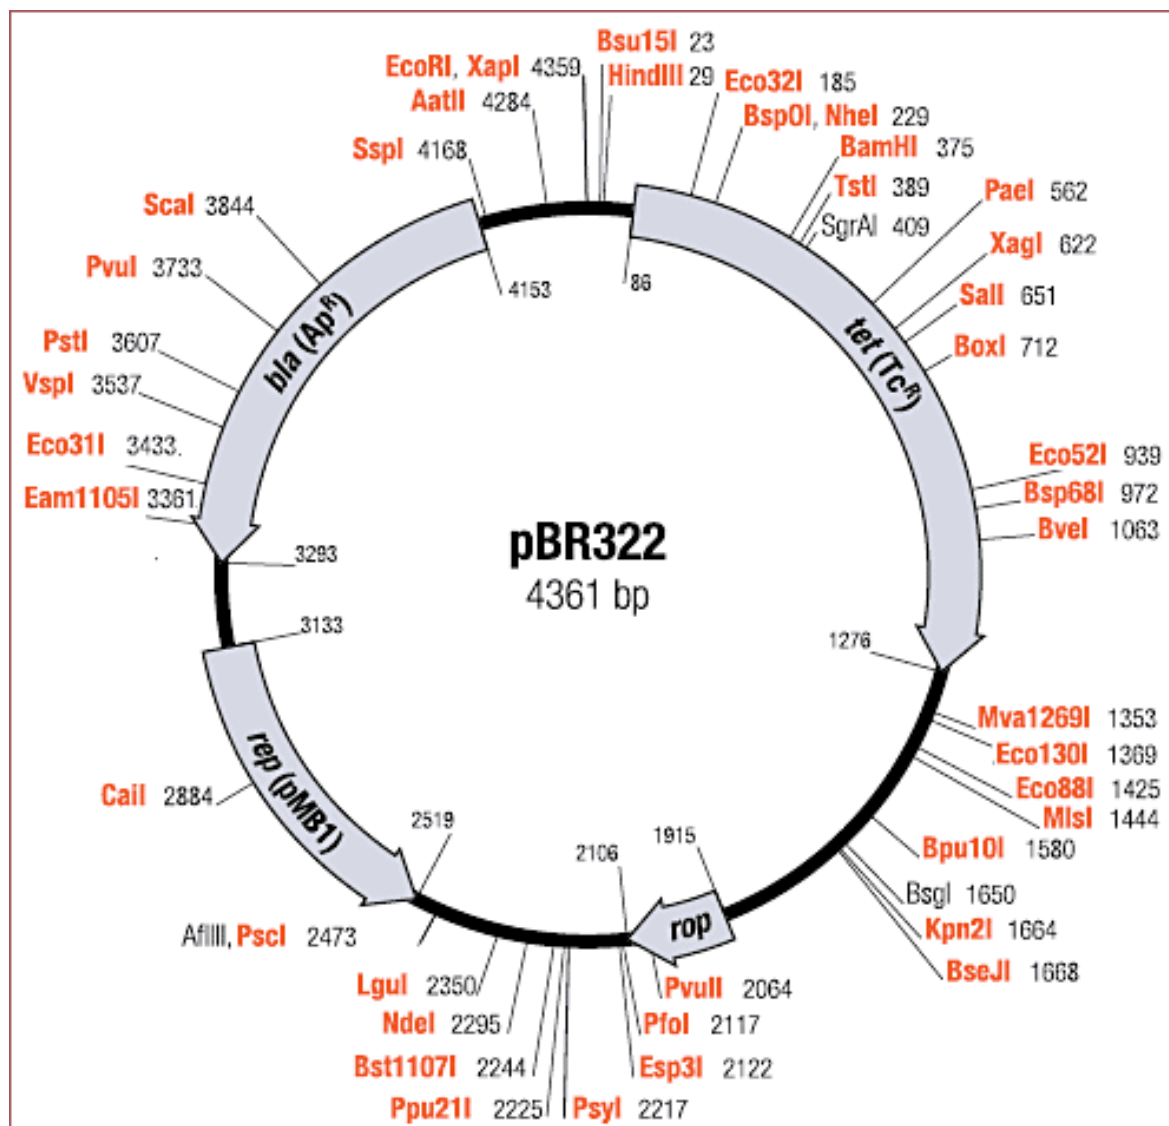 Bsu15I 23
HindIII 29
Eco32I 185
BspOI, NheI 229
BamHI 375
TstI 389
SgrAI 409
PaeI 562
XagI 622
SalI 651
BoxI 712
Eco52I 939
Bsp68I 972
BveI 1063
Mva1269I 1353
Eco130I 1369
Eco88I 1425
MlsI 1444
Bpu10I 1580
BsgI 1650
Kpn2I 1664
BseJI 1668
PvuII 2064
PfoI 2117
Esp3I 2122
PsyI 2217
Ppu21I 2225
Bst1107I 2244
NdeI 2295
LguI 2350
AflIII, PscI 2473
CaiI 2884
Eam1105I 3361
Eco31I 3433
VspI 3537
PstI 3607
PvuI 3733
ScaI 3844
SspI 4168
AatII 4284
EcoRI, XapI 4359
4153
86
bla (ApR)
tet (TcR)
pBR322
4361 bp
3293
3133
1276
rep (pMB1)
2519
2106
1915
rop